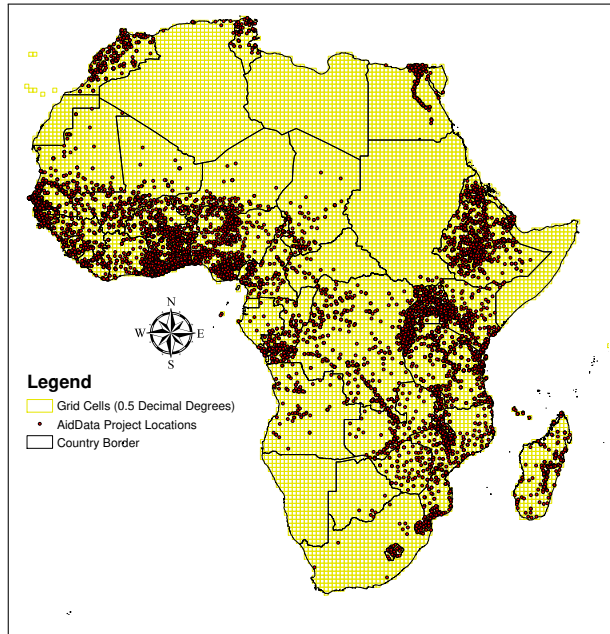 N
W E
S
Legend
Grid Cells (0.5 Decimal Degrees)
AidData Project Locations
Country Border